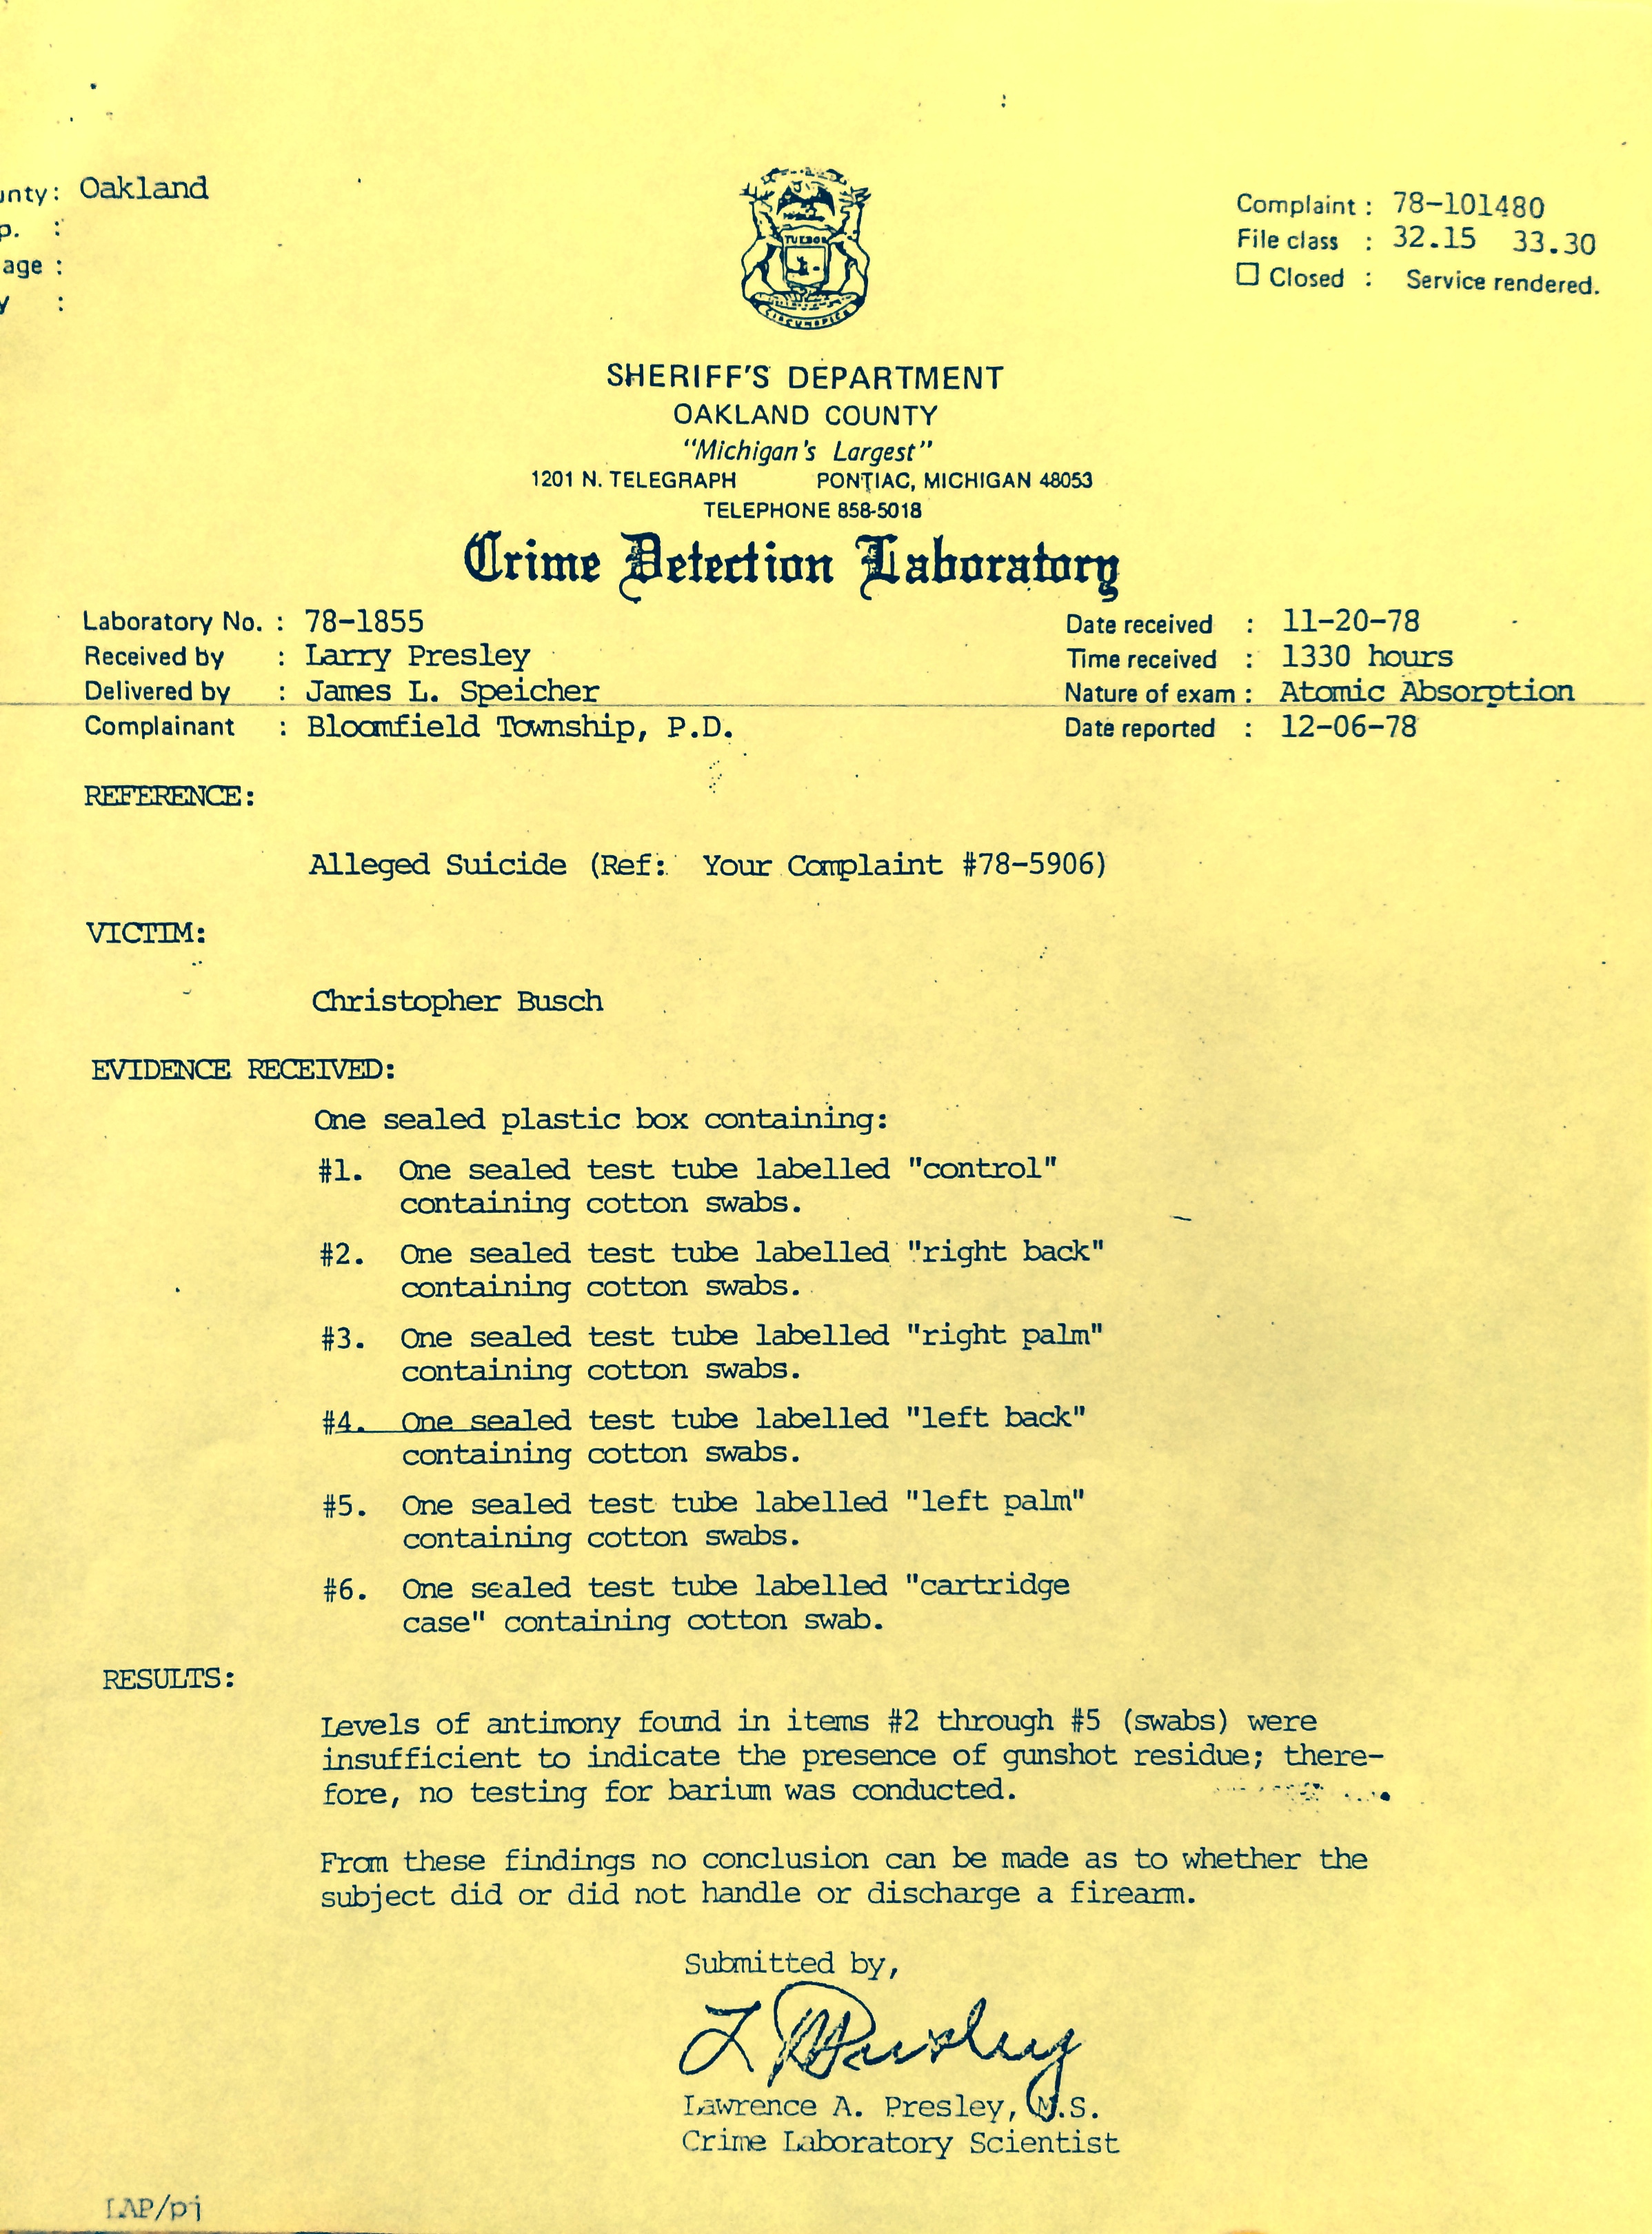 unty: Oakland
p. :
age :
y :
Complaint : 78-101480
File class : 32.15 33.30
☐ Closed : Service rendered.
TUEBOR
CIRCUMSPICE
SHERIFF'S DEPARTMENT
OAKLAND COUNTY
"Michigan's Largest"
1201 N. TELEGRAPH PONTIAC, MICHIGAN 48053
TELEPHONE 858-5018
Crime Detection Laboratory
Laboratory No. : 78-1855
Received by : Larry Presley
Delivered by : James L. Speicher
Complainant : Bloomfield Township, P.D.
Date received : 11-20-78
Time received : 1330 hours
Nature of exam : Atomic Absorption
Date reported : 12-06-78
REFERENCE:
Alleged Suicide (Ref: Your Complaint #78-5906)
VICTIM:
Christopher Busch
EVIDENCE RECEIVED:
One sealed plastic box containing:
#1. One sealed test tube labelled "control"
containing cotton swabs.
#2. One sealed test tube labelled "right back"
containing cotton swabs.
#3. One sealed test tube labelled "right palm"
containing cotton swabs.
#4. One sealed test tube labelled "left back"
containing cotton swabs.
#5. One sealed test tube labelled "left palm"
containing cotton swabs.
#6. One sealed test tube labelled "cartridge
case" containing cotton swab.
RESULTS:
Levels of antimony found in items #2 through #5 (swabs) were
insufficient to indicate the presence of gunshot residue; there-
fore, no testing for barium was conducted.
From these findings no conclusion can be made as to whether the
subject did or did not handle or discharge a firearm.
Submitted by,
L A Presley
Lawrence A. Presley, M.S.
Crime Laboratory Scientist
LAP/pj